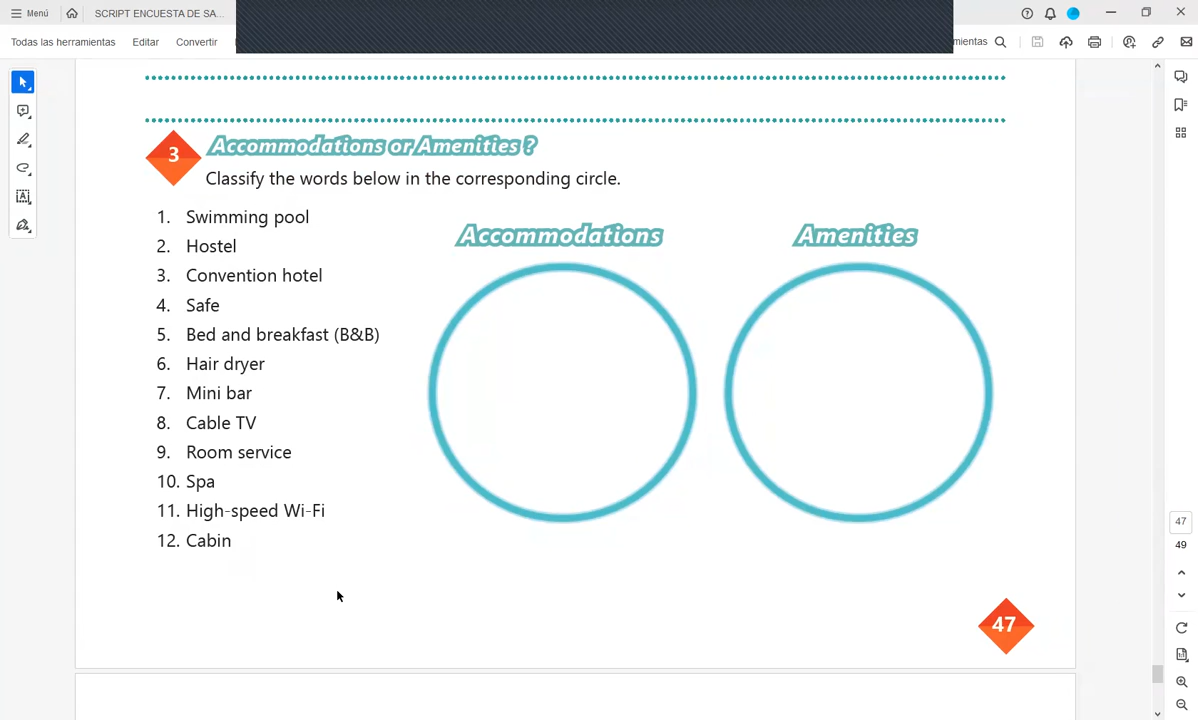 Menú
SCRIPT ENCUESTA DE SA...
Todas las herramientas
Editar
Convertir
mientas
3
Accommodations or Amenities ?
Classify the words below in the corresponding circle.
1. Swimming pool
2. Hostel
3. Convention hotel
4. Safe
5. Bed and breakfast (B&B)
6. Hair dryer
7. Mini bar
8. Cable TV
9. Room service
10. Spa
11. High-speed Wi-Fi
12. Cabin
Accommodations
Amenities
47
47
49